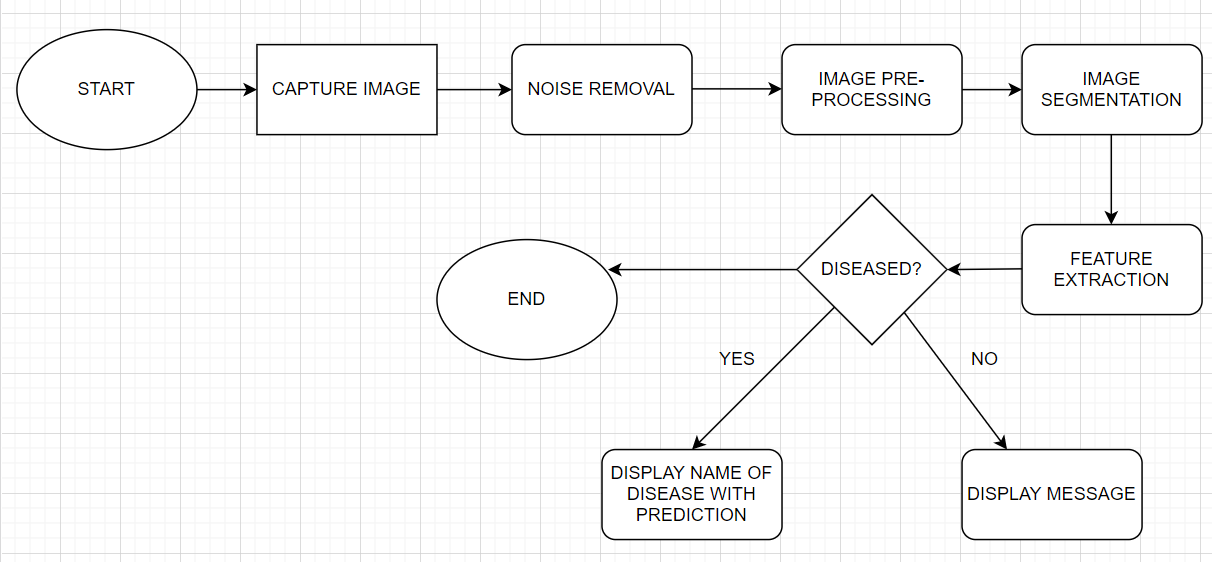 START
CAPTURE IMAGE
NOISE REMOVAL
IMAGE PRE-
PROCESSING
IMAGE
SEGMENTATION
FEATURE
EXTRACTION
DISEASED?
END
YES
NO
DISPLAY NAME OF
DISEASE WITH
PREDICTION
DISPLAY MESSAGE